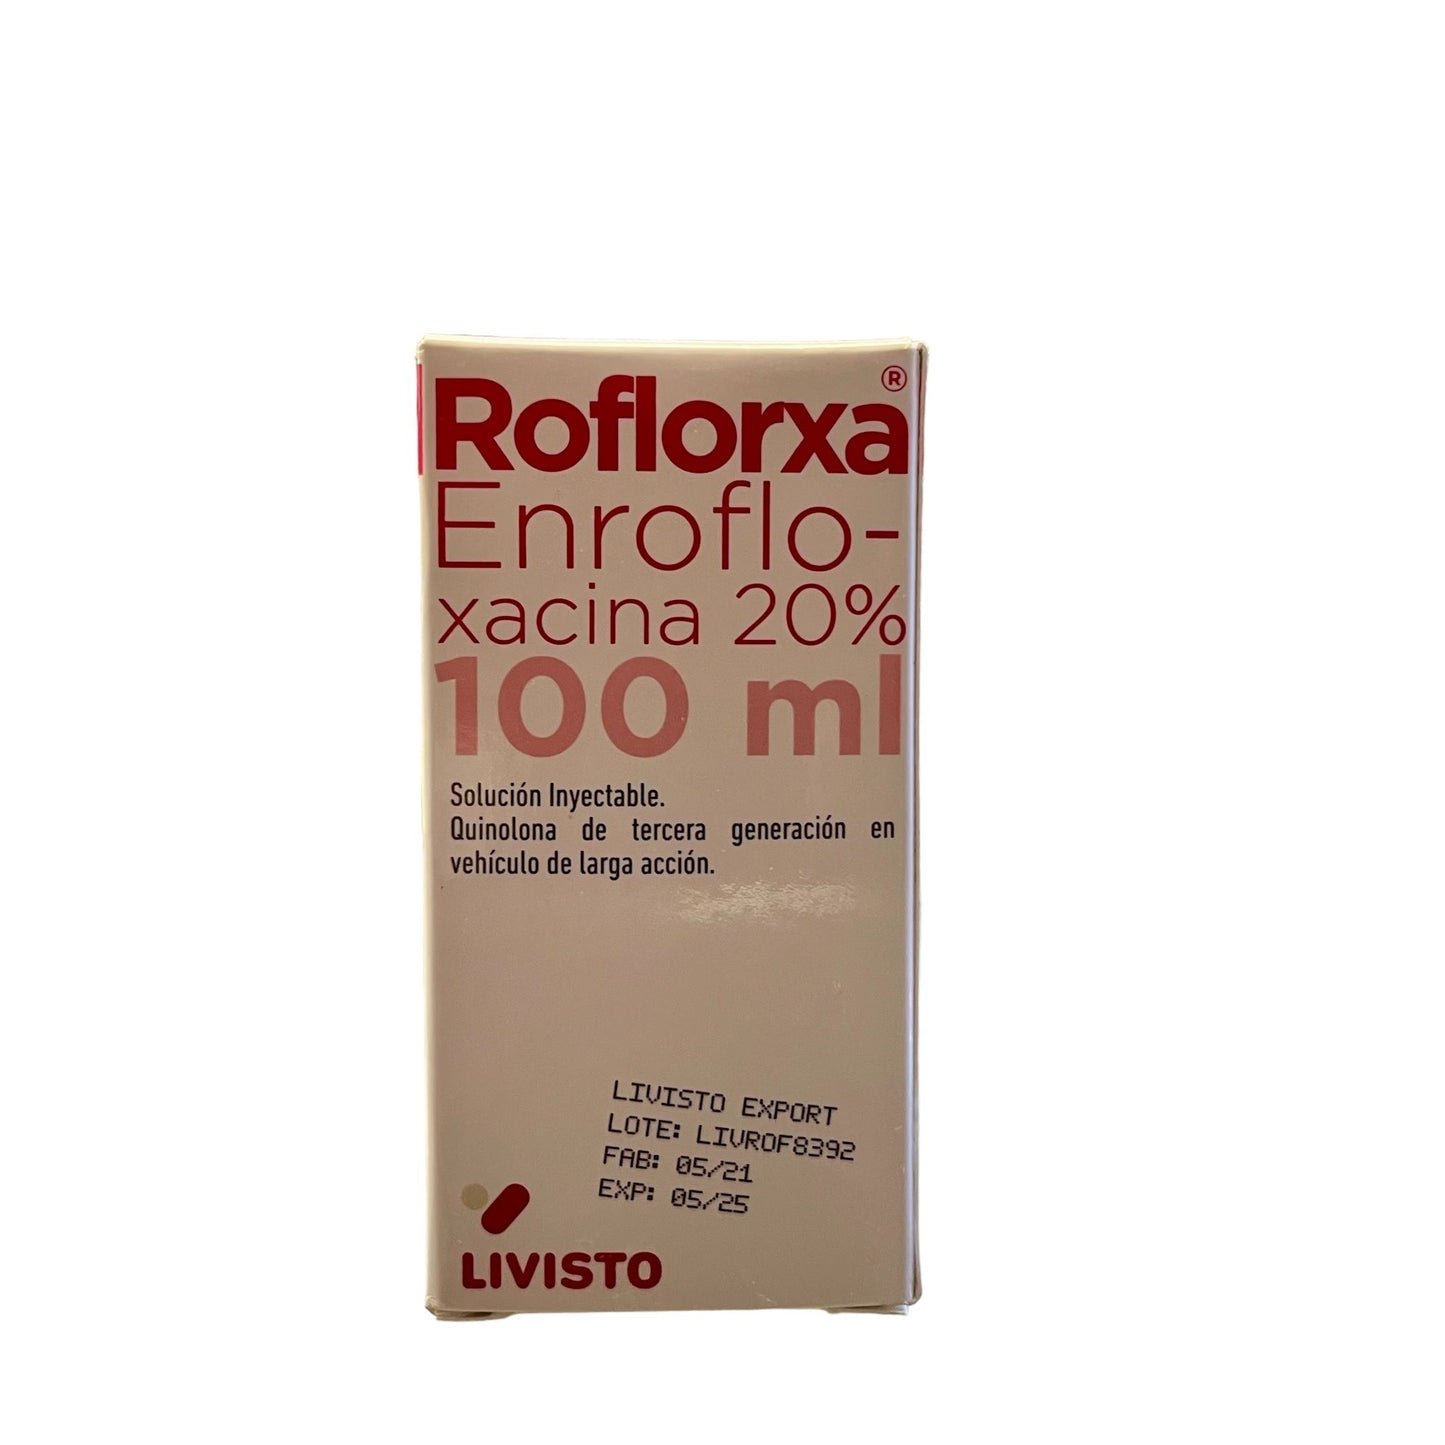 Roflorxa®
Enroflo-
xacina 20%
100 ml
Solución Inyectable.
Quinolona de tercera generación en
vehículo de larga acción.
LIVISTO EXPORT
LOTE: LIVROF8392
FAB: 05/21
EXP: 05/25
LIVISTO